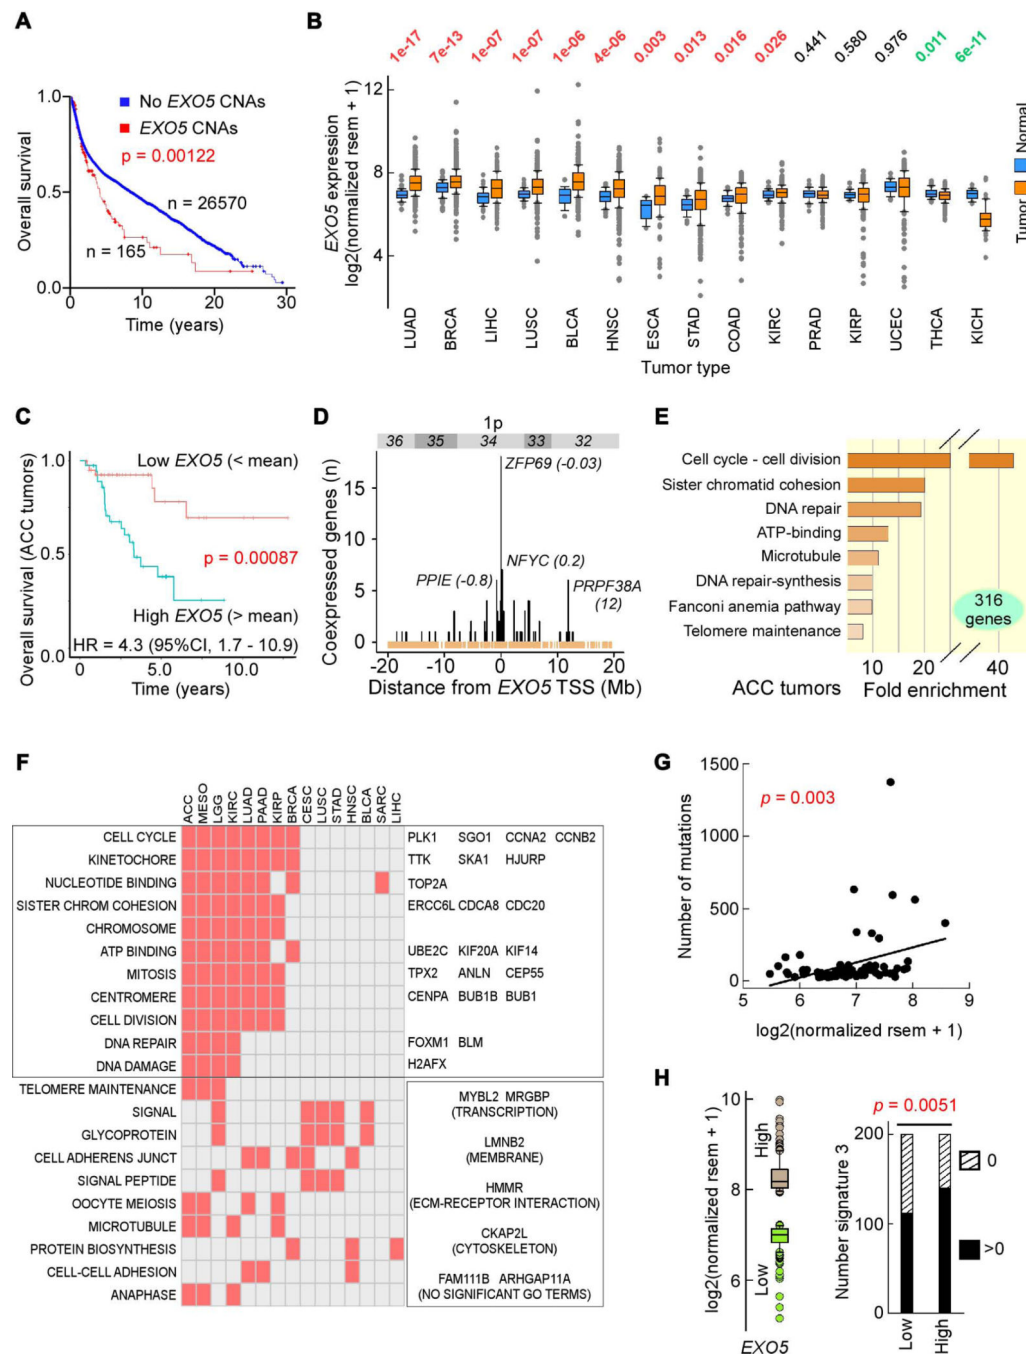 A
No EXO5 CNAs
EXO5 CNAs
p = 0.00122
n = 26570
n = 165
Overall survival
1.0
0.5
0.0
0 10 20 30
Time (years)
B
1e-17 7e-13 1e-07 1e-07 1e-06 4e-06 0.003 0.013 0.016 0.026 0.441 0.580 0.976 0.011 6e-11
EXO5 expression
log2(normalized rsem + 1)
12
8
4
LUAD BRCA LIHC LUSC BLCA HNSC ESCA STAD COAD KIRC PRAD KIRP UCEC THCA KICH
Tumor type
Normal
Tumor
C
Overall survival (ACC tumors)
1.0
0.5
0.0
Low EXO5 (< mean)
p = 0.00087
High EXO5 (> mean)
HR = 4.3 (95%CI, 1.7 - 10.9)
0 5.0 10.0
Time (years)
D
1p
36 35 34 33 32
Coexpressed genes (n)
15
10
5
0
ZFP69 (-0.03)
NFYC (0.2)
PPIE (-0.8)
PRPF38A
(12)
-20 -10 0 10 20
Distance from EXO5 TSS (Mb)
E
Cell cycle - cell division
Sister chromatid cohesion
DNA repair
ATP-binding
Microtubule
DNA repair-synthesis
Fanconi anemia pathway
Telomere maintenance
316
genes
10 20 40
ACC tumors
Fold enrichment
F
ACC MESO LGG KIRC LUAD PAAD KIRP BRCA CESC LUSC STAD HNSC BLCA SARC LIHC
CELL CYCLE PLK1 SGO1 CCNA2 CCNB2
KINETOCHORE TTK SKA1 HJURP
NUCLEOTIDE BINDING TOP2A
SISTER CHROM COHESION ERCC6L CDCA8 CDC20
CHROMOSOME
ATP BINDING UBE2C KIF20A KIF14
MITOSIS TPX2 ANLN CEP55
CENTROMERE CENPA BUB1B BUB1
CELL DIVISION
DNA REPAIR FOXM1 BLM
DNA DAMAGE H2AFX
TELOMERE MAINTENANCE
SIGNAL
GLYCOPROTEIN
CELL ADHERENS JUNCT
SIGNAL PEPTIDE
OOCYTE MEIOSIS
MICROTUBULE
PROTEIN BIOSYNTHESIS
CELL-CELL ADHESION
ANAPHASE
MYBL2 MRGBP
(TRANSCRIPTION)
LMNB2
(MEMBRANE)
HMMR
(ECM-RECEPTOR INTERACTION)
CKAP2L
(CYTOSKELETON)
FAM111B ARHGAP11A
(NO SIGNIFICANT GO TERMS)
G
p = 0.003
Number of mutations
1500
1000
500
0
5 6 7 8 9
log2(normalized rsem + 1)
H
log2(normalized rsem + 1)
10
8
6
High
Low
EXO5
p = 0.0051
Number signature 3
200
100
0
Low High
0
>0